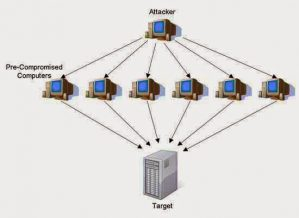 Attacker
Pre-Compromised
Computers
Target